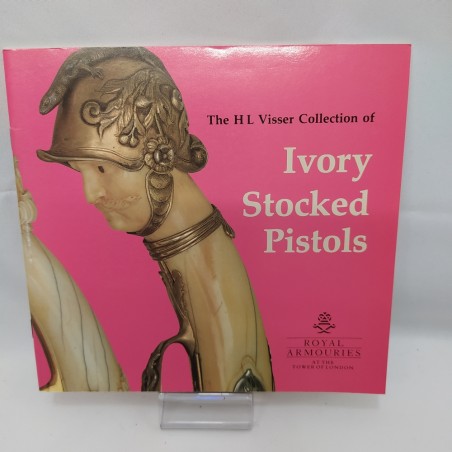 The H L Visser Collection of
Ivory
Stocked
Pistols
ROYAL
ARMOURIES
AT THE
TOWER OF LONDON